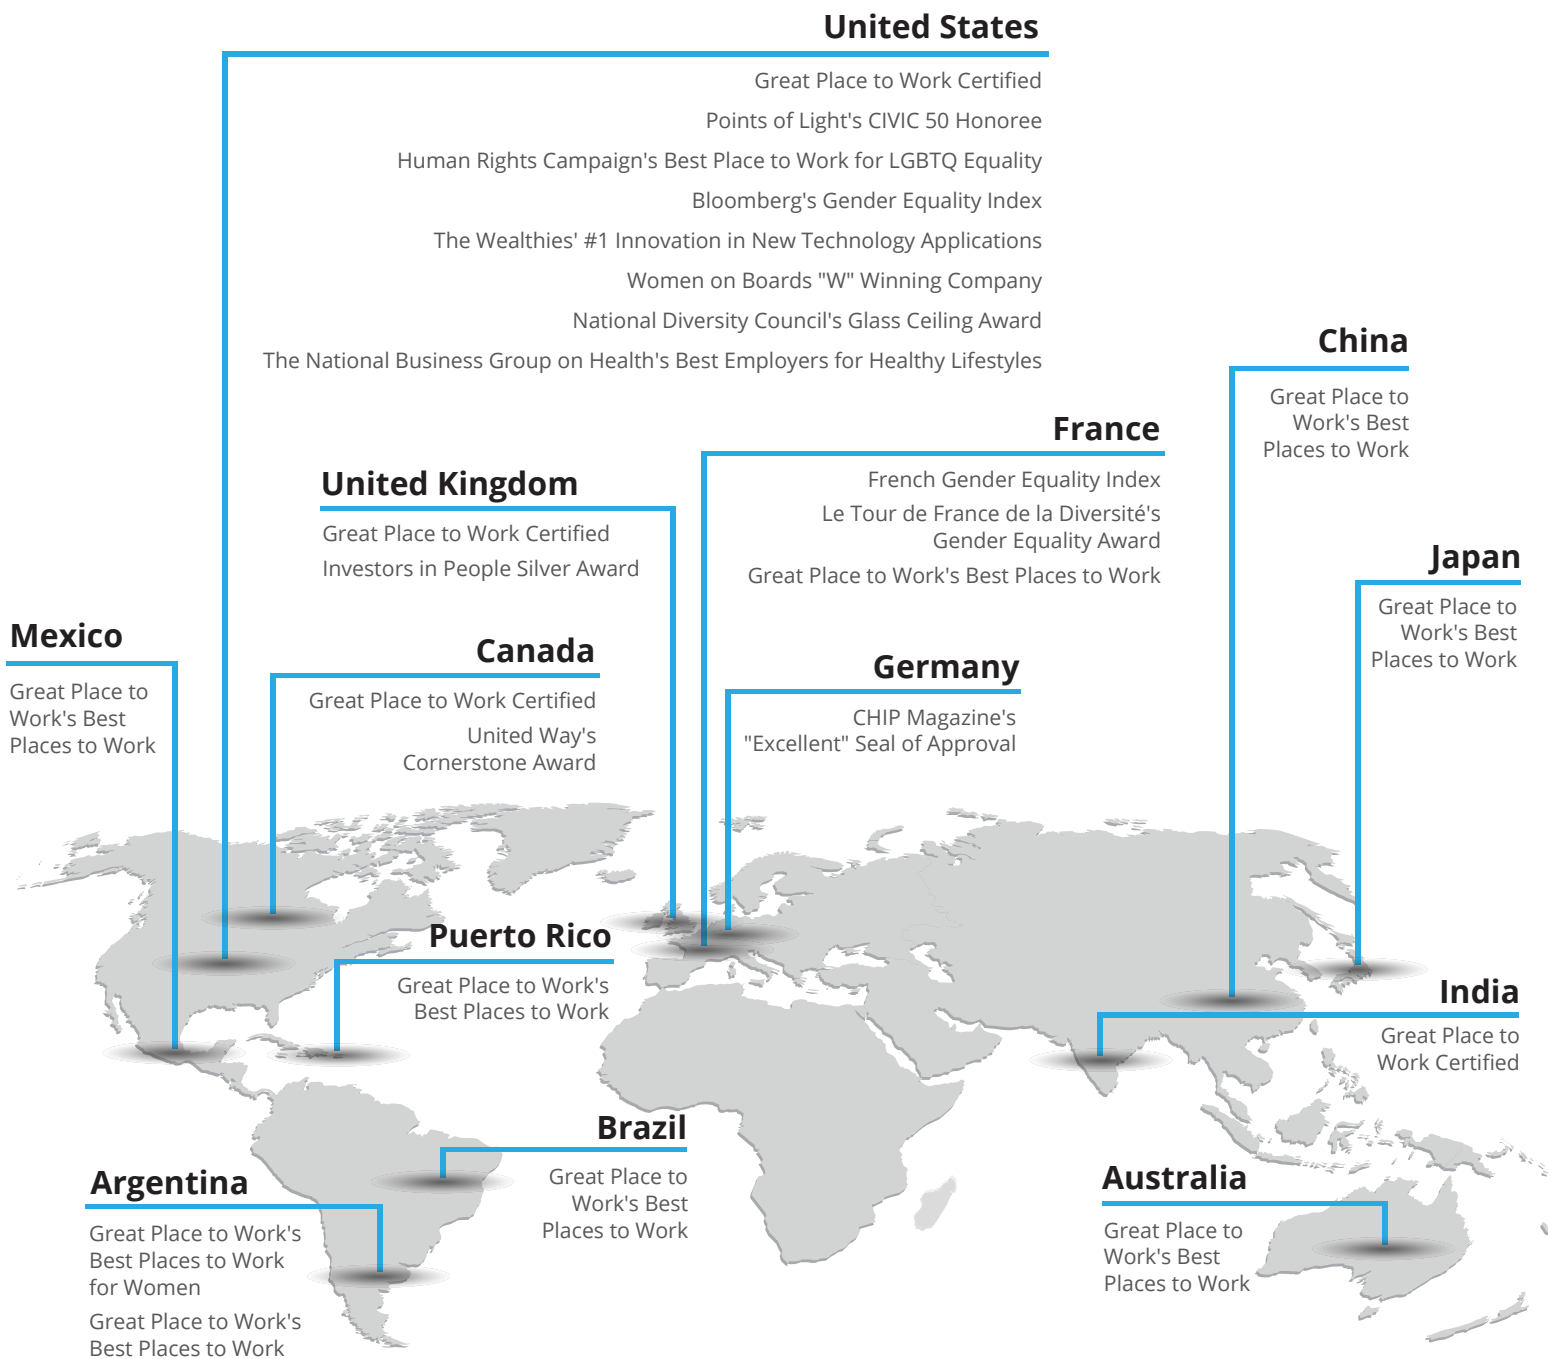 United States
Great Place to Work Certified
Points of Light's CIVIC 50 Honoree
Human Rights Campaign's Best Place to Work for LGBTQ Equality
Bloomberg's Gender Equality Index
The Wealthies' #1 Innovation in New Technology Applications
Women on Boards "W" Winning Company
National Diversity Council's Glass Ceiling Award
The National Business Group on Health's Best Employers for Healthy Lifestyles
China
Great Place to
Work's Best
Places to Work
France
French Gender Equality Index
Le Tour de France de la Diversité's
Gender Equality Award
Great Place to Work's Best Places to Work
United Kingdom
Great Place to Work Certified
Investors in People Silver Award
Japan
Great Place to
Work's Best
Places to Work
Mexico
Great Place to
Work's Best
Places to Work
Canada
Great Place to Work Certified
United Way's
Cornerstone Award
Germany
CHIP Magazine's
"Excellent" Seal of Approval
Puerto Rico
Great Place to Work's
Best Places to Work
India
Great Place to
Work Certified
Brazil
Great Place to
Work's Best
Places to Work
Argentina
Great Place to Work's
Best Places to Work
for Women
Great Place to Work's
Best Places to Work
Australia
Great Place to
Work's Best
Places to Work